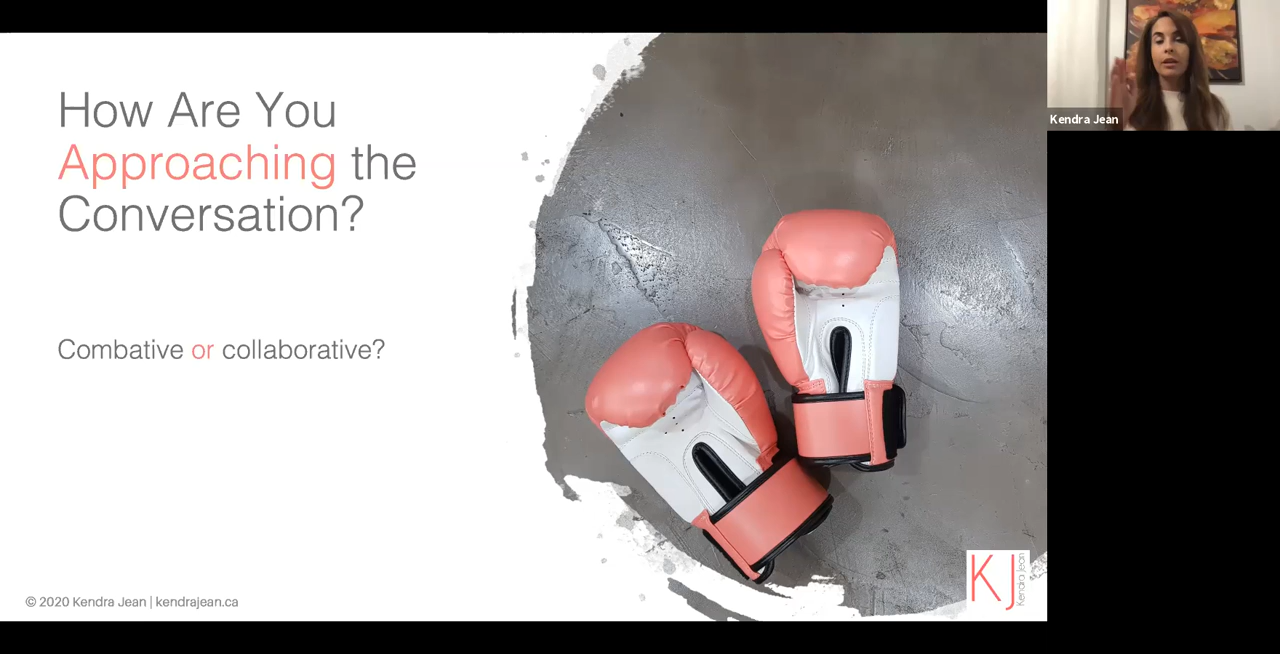 How Are You
Approaching the
Conversation?
Combative or collaborative?
© 2020 Kendra Jean | kendrajean.ca
KJ
Kendra Jean
Kendra Jean